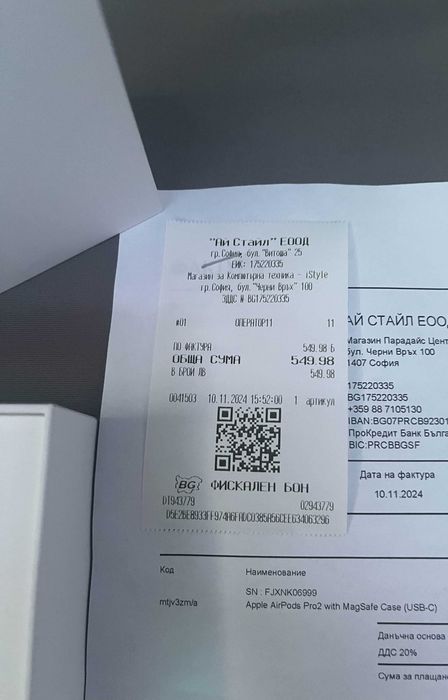 "Ай Стайл" ЕООД
гр.София, бул. "Витоша" 25
ЕИК: 175220335
Магазин за Компютърна техника - iStyle
гр.София, бул. "Черни Връх" 100
ЗДДС № BG175220335
#01 ОПЕРАТОР11 11
ПО ФАКТУРА 549.98 Б
ОБЩА СУМА 549.98
В БРОЙ ЛВ 549.98
0041503 10.11.2024 15:52:00 1 артикул
BG ФИСКАЛЕН БОН
DT943779 02943779
АЙ СТАЙЛ ЕООД
Магазин Парадайс Цент
бул. Черни Връх 100
1407 София
175220335
BG175220335
+359 88 7105130
IBAN:BG07PRCB92301
ПроКредит Банк Бълга
BIC:PRCBBGSF
Дата на фактура
10.11.2024
Код Наименование
SN : FJXNK06999
mtjv3zm/a Apple AirPods Pro2 with MagSafe Case (USB-C)
Данъчна основа
ДДС 20%
Сума за плащан